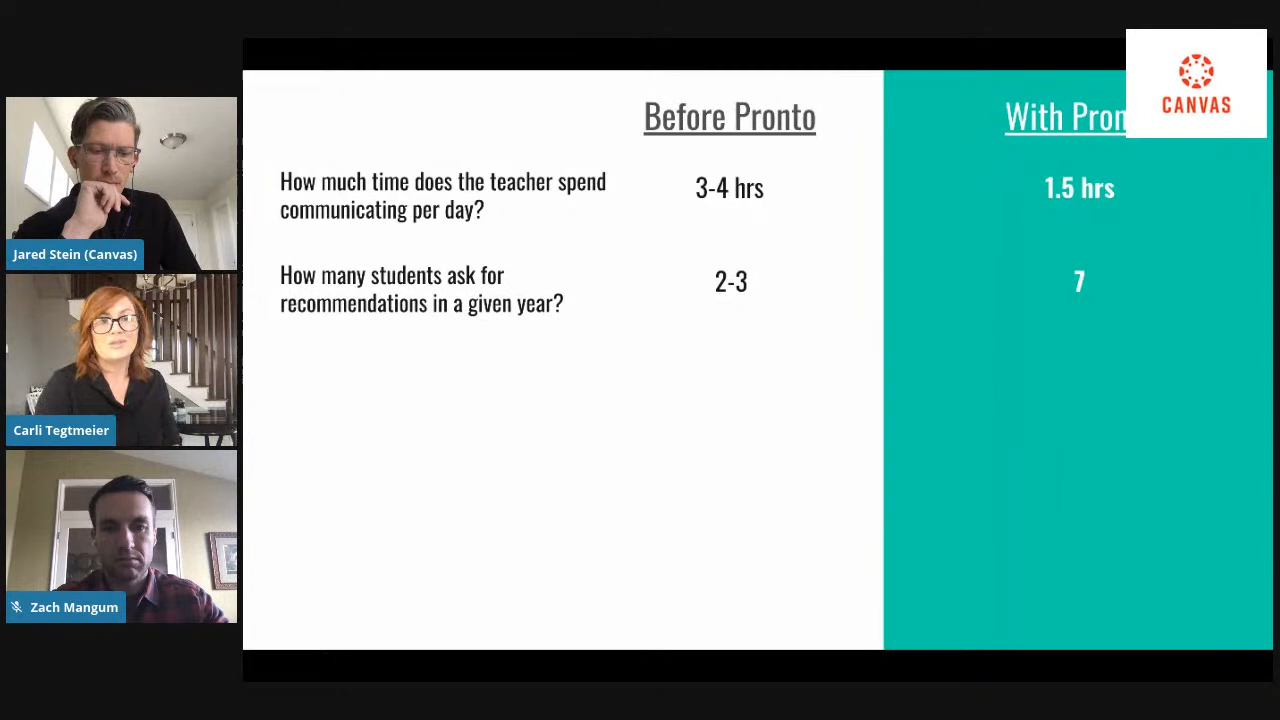 CANVAS
Before Pronto
With Pron
How much time does the teacher spend
communicating per day?
3-4 hrs
1.5 hrs
How many students ask for
recommendations in a given year?
2-3
7
Jared Stein (Canvas)
Carli Tegtmeier
Zach Mangum